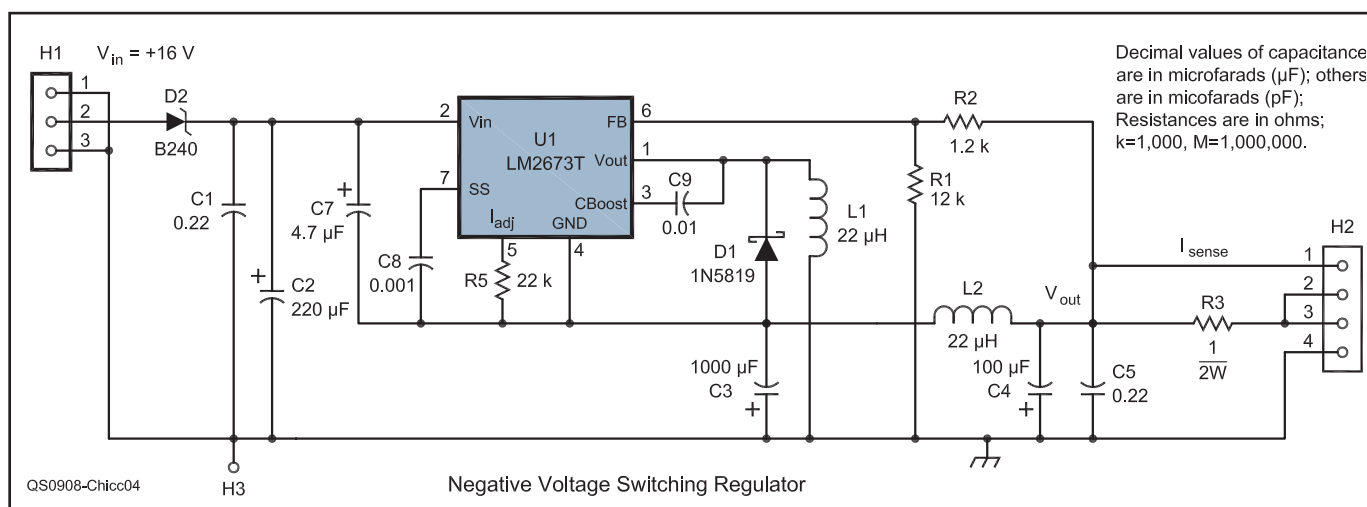 H1
V in = +16 V
1
2
3
D2
B240
C1
0.22
C2
220 µF
C7
4.7 µF
C8
0.001
2
Vin
U1
LM2673T
FB
6
Vout
1
7
SS
CBoost
3
I adj
GND
5
4
C9
0.01
R5
22 k
D1
1N5819
L1
22 µH
R2
1.2 k
R1
12 k
Decimal values of capacitance
are in microfarads (µF); others
are in micofarads (pF);
Resistances are in ohms;
k=1,000, M=1,000,000.
H2
I sense
1
2
3
4
L2
22 µH
V out
R3
1
2W
1000 µF
C3
100 µF
C4
C5
0.22
+
+
+
+
H3
QS0908-Chicc04
Negative Voltage Switching Regulator